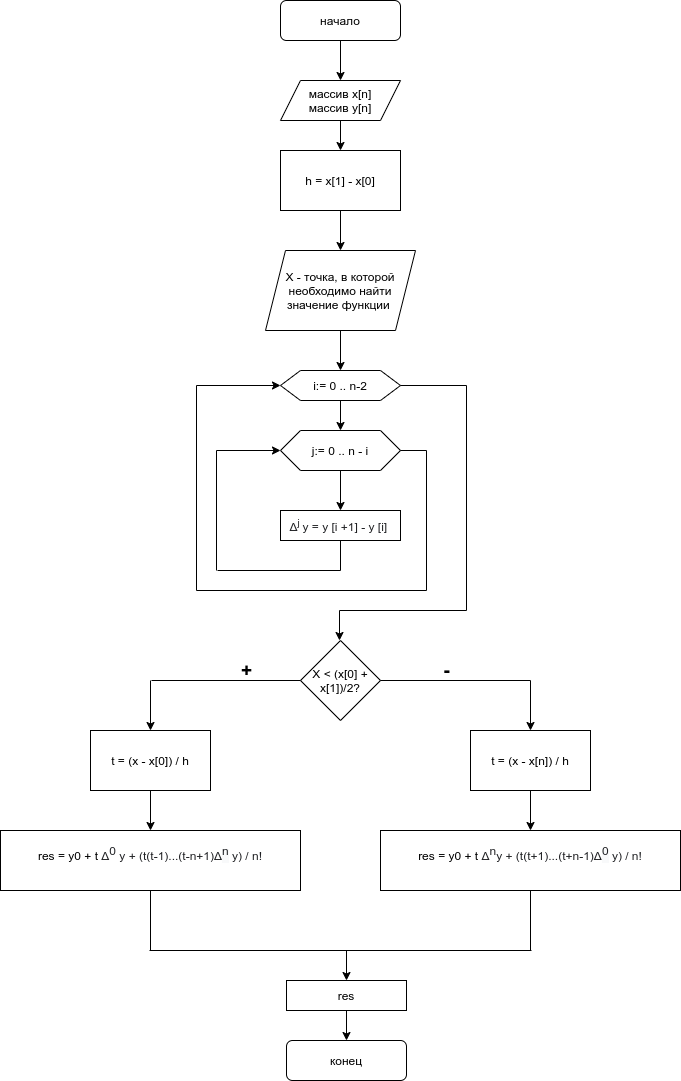 начало
массив x[n]
массив y[n]
h = x[1] - x[0]
X - точка, в которой
необходимо найти
значение функции
i:= 0 .. n-2
j:= 0 .. n - i
Δʲ y = y [i +1] - y [i]
+
-
X < (x[0] +
x[1])/2?
t = (x - x[0]) / h
t = (x - x[n]) / h
res = y0 + t Δ⁰ y + (t(t-1)...(t-n+1)Δⁿ y) / n!
res = y0 + t Δⁿy + (t(t+1)...(t+n-1)Δ⁰ y) / n!
res
конец